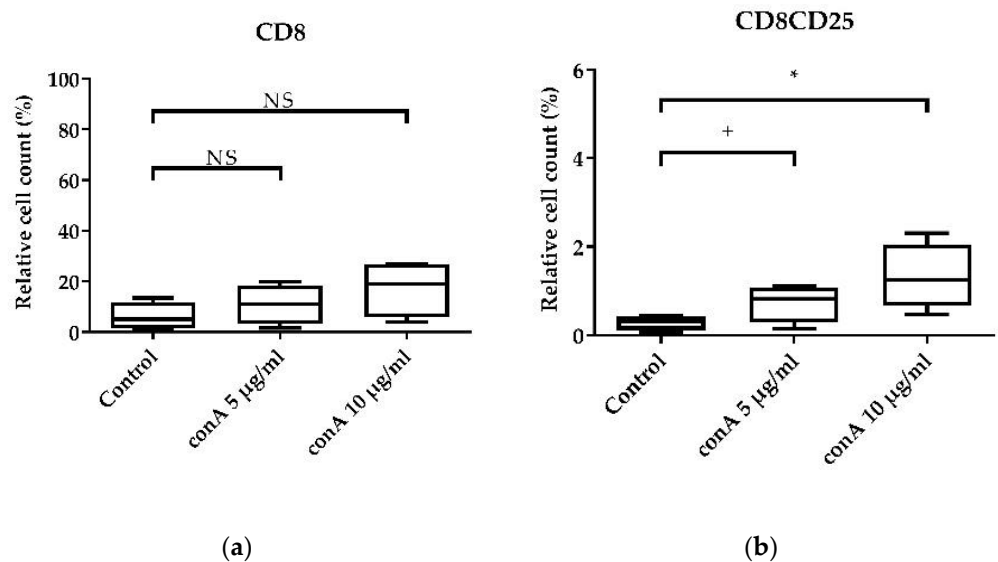 CD8
Relative cell count (%)
100
80
60
40
20
0
NS
NS
Control
conA 5 µg/ml
conA 10 µg/ml
(a)
CD8CD25
Relative cell count (%)
6
4
2
0
*
+
Control
conA 5 µg/ml
conA 10 µg/ml
(b)